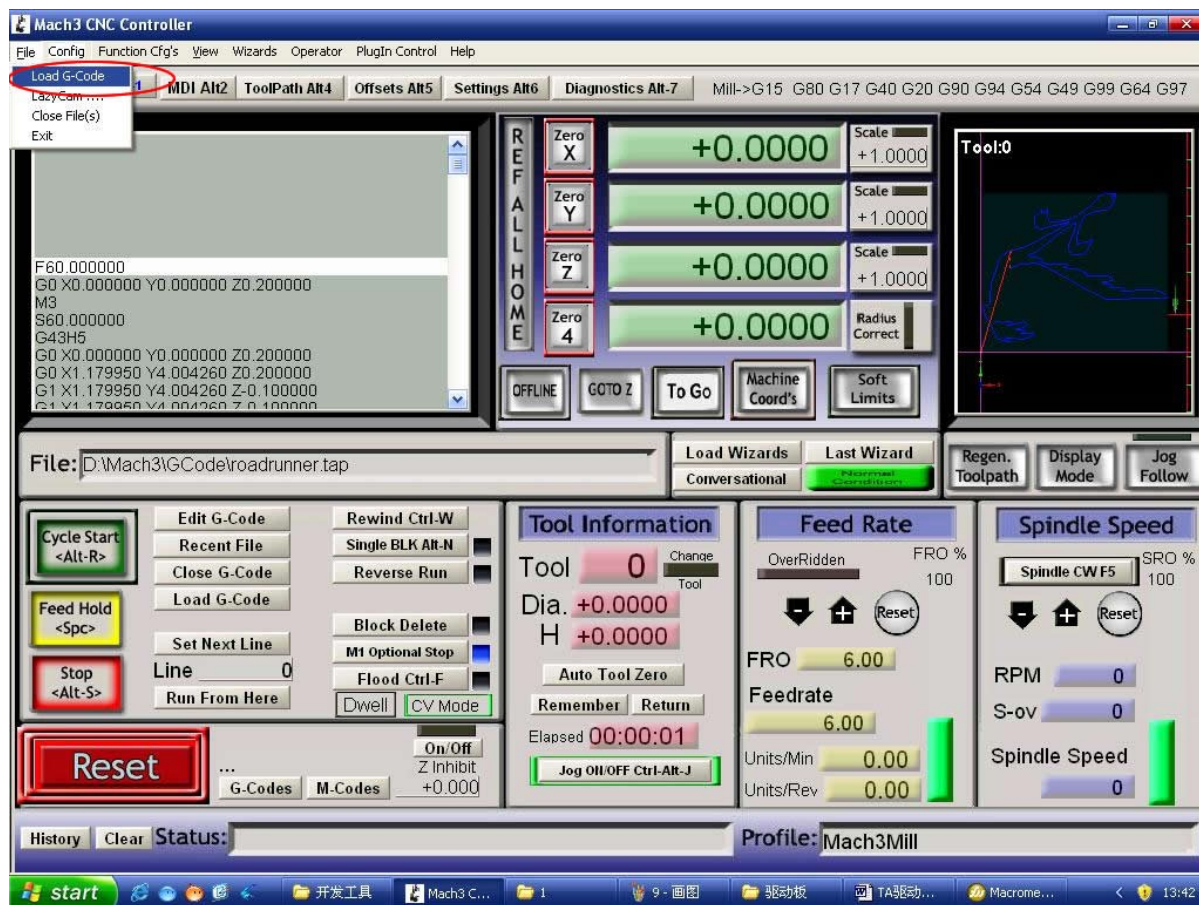 Mach3 CNC Controller
File Config Function Cfg's View Wizards Operator PlugIn Control Help
Load G-Code
LazyCam ....
Close File(s)
Exit
1 MDI Alt2 ToolPath Alt4 Offsets Alt5 Settings Alt6 Diagnostics Alt-7 Mill->G15 G80 G17 G40 G20 G90 G94 G54 G49 G99 G64 G97
F60.000000
G0 X0.000000 Y0.000000 Z0.200000
M3
S60.000000
G43H5
G0 X0.000000 Y0.000000 Z0.200000
G0 X1.179950 Y4.004260 Z0.200000
G1 X1.179950 Y4.004260 Z-0.100000
G1 X1.179950 Y4.004260 Z-0.100000
REF ALL HOME
Zero X +0.0000 Scale +1.0000
Zero Y +0.0000 Scale +1.0000
Zero Z +0.0000 Scale +1.0000
Zero 4 +0.0000 Radius Correct
OFFLINE GOTO Z To Go Machine Coord's Soft Limits
Tool:0
File: D:\Mach3\GCode\roadrunner.tap
Load Wizards Last Wizard
Conversational Normal Condition
Regen. Toolpath Display Mode Jog Follow
Cycle Start <Alt-R>
Feed Hold <Spc>
Stop <Alt-S>
Edit G-Code
Recent File
Close G-Code
Load G-Code
Set Next Line
Line 0
Run From Here
Rewind Ctrl-W
Single BLK Alt-N
Reverse Run
Block Delete
M1 Optional Stop
Flood Ctrl-F
Dwell CV Mode
Reset
...
G-Codes M-Codes
On/Off
Z Inhibit
+0.000
Tool Information
Tool 0 Change Tool
Dia. +0.0000
H +0.0000
Auto Tool Zero
Remember Return
Elapsed 00:00:01
Jog ON/OFF Ctrl-Alt-J
Feed Rate
OverRidden FRO %
100
Reset
FRO 6.00
Feedrate
6.00
Units/Min 0.00
Units/Rev 0.00
Spindle Speed
Spindle CW F5 SRO %
100
Reset
RPM 0
S-ov 0
Spindle Speed
0
History Clear Status:
Profile: Mach3Mill
start 开发工具 Mach3 C... 1 9 - 画图 驱动板 TA驱动... Macrome... 13:42